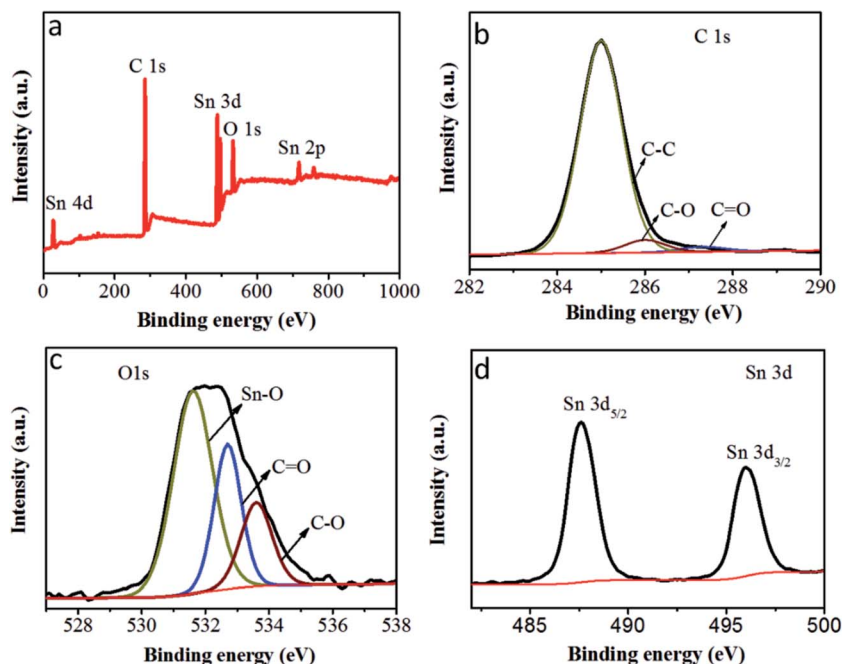 a
C 1s
Sn 3d
O 1s
Sn 2p
Sn 4d
Intensity (a.u.)
0 200 400 600 800 1000
Binding energy (eV)
b
C 1s
C-C
C-O
C=O
Intensity (a.u.)
282 284 286 288 290
Binding energy (eV)
c
O1s
Sn-O
C=O
C-O
Intensity (a.u.)
528 530 532 534 536 538
Binding energy (eV)
d
Sn 3d
Sn 3d5/2
Sn 3d3/2
Intensity (a.u.)
485 490 495 500
Binding energy (eV)